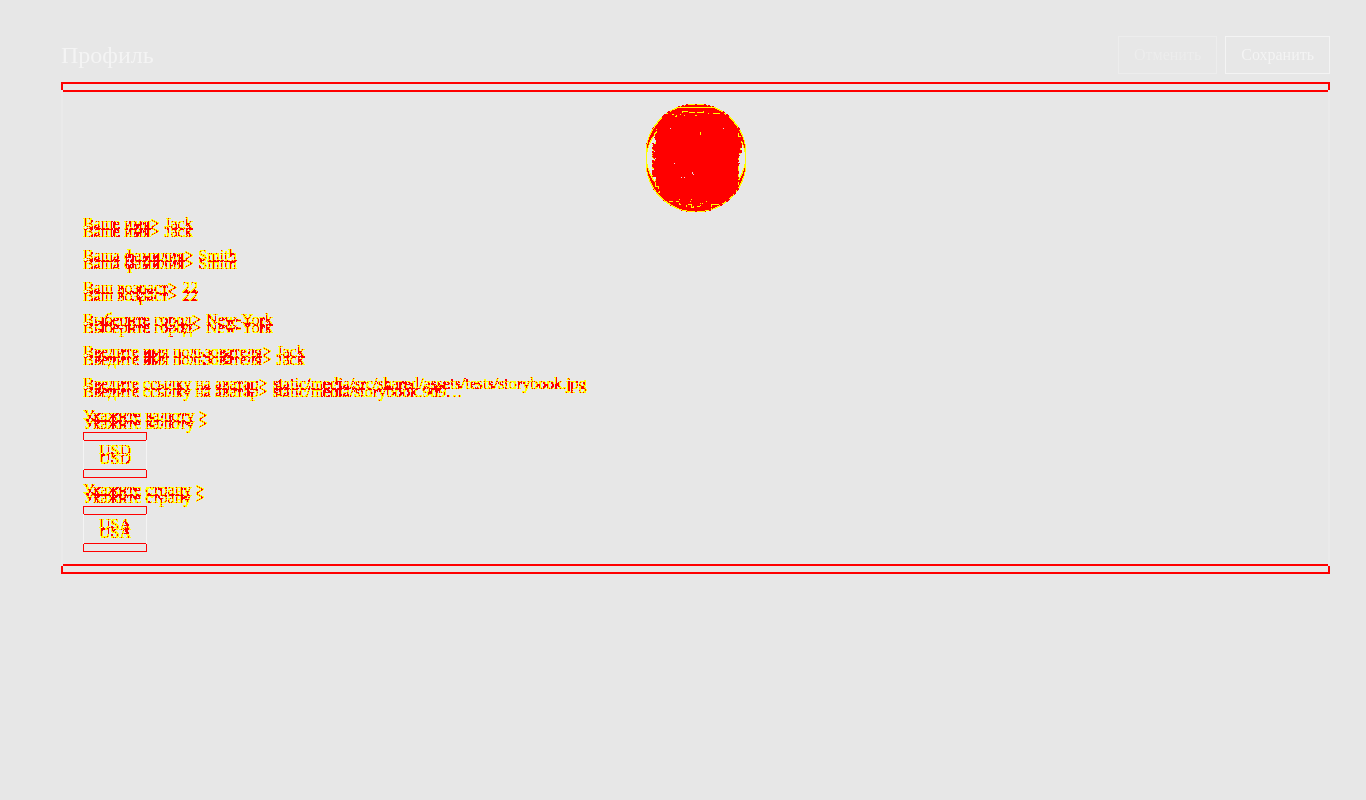 Профиль
Отменить Сохранить
Ваше имя> Jack
Ваша фамилия> Smith
Ваш возраст> 22
Выберите город> New-York
Введите имя пользователя> Jack
Введите ссылку на аватар> static/media/src/shared/assets/tests/storybook.jpg
Укажите валюту >
USD
Укажите страну >
USA